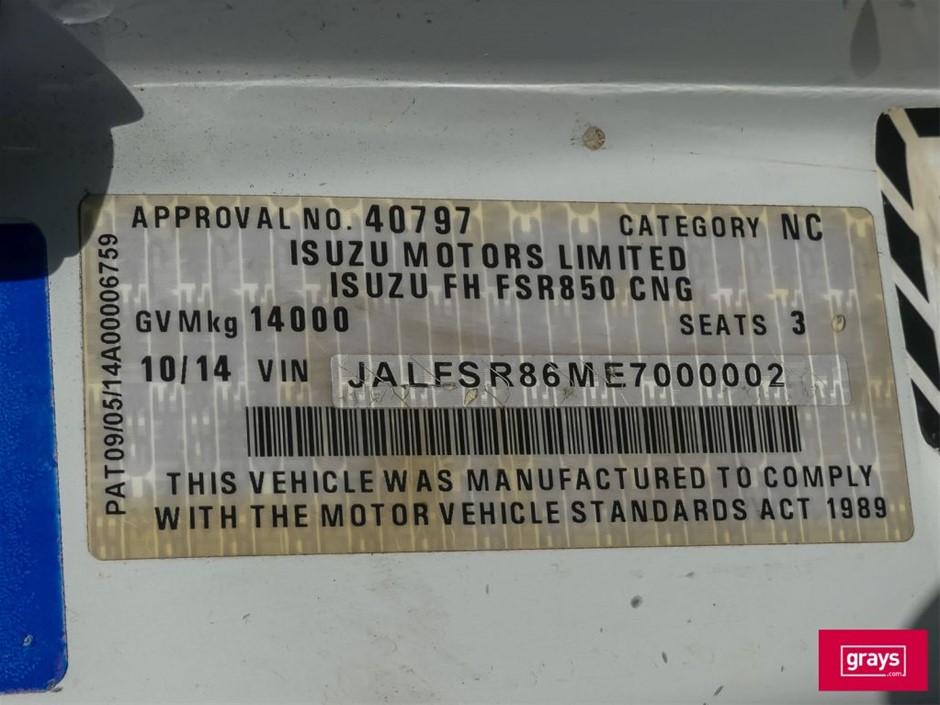 APPROVAL NO. 40797 CATEGORY NC
ISUZU MOTORS LIMITED
ISUZU FH FSR850 CNG
GVMkg 14000 SEATS 3
10/14 VIN JALFSR86ME7000002
THIS VEHICLE WAS MANUFACTURED TO COMPLY
WITH THE MOTOR VEHICLE STANDARDS ACT 1989
PAT09/05/14A00006759
grays
.com